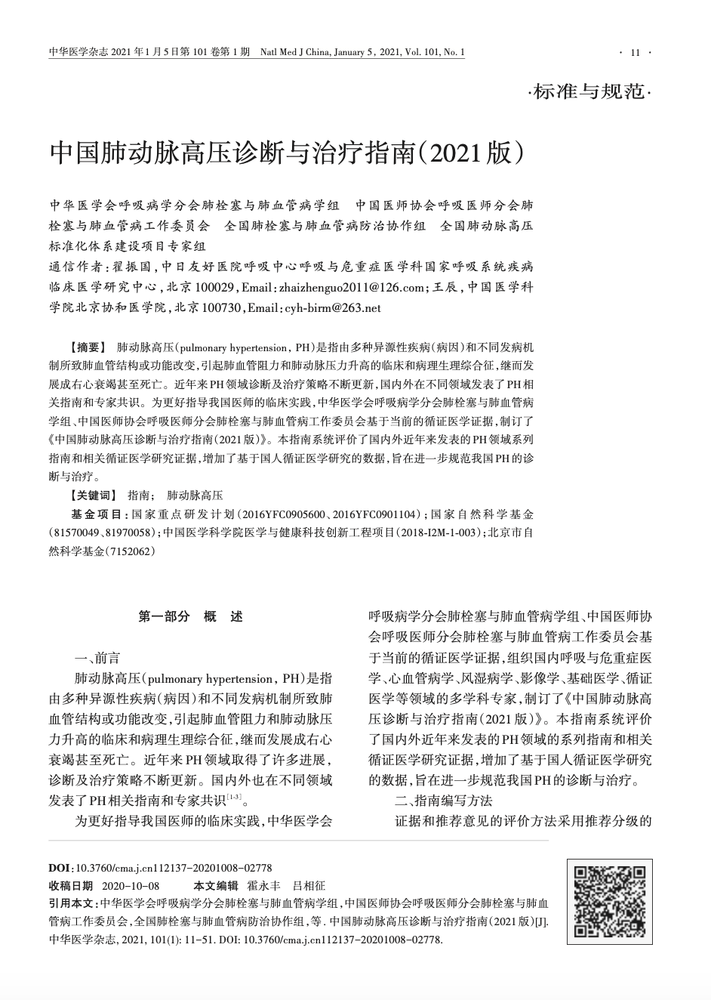 中华医学杂志 2021 年1 月 5 日第 101 卷第 1 期 Natl Med J China, January 5, 2021, Vol. 101, No. 1 · 11 ·
·标准与规范·
中国肺动脉高压诊断与治疗指南(2021版)
中华医学会呼吸病学分会肺栓塞与肺血管病学组 中国医师协会呼吸医师分会肺
栓塞与肺血管病工作委员会 全国肺栓塞与肺血管病防治协作组 全国肺动脉高压
标准化体系建设项目专家组
通信作者:翟振国,中日友好医院呼吸中心呼吸与危重症医学科国家呼吸系统疾病
临床医学研究中心,北京 100029,Email:zhaizhenguo2011@126.com;王辰,中国医学科
学院北京协和医学院,北京 100730,Email:cyh-birm@263.net
【摘要】 肺动脉高压(pulmonary hypertension, PH)是指由多种异源性疾病(病因)和不同发病机
制所致肺血管结构或功能改变,引起肺血管阻力和肺动脉压力升高的临床和病理生理综合征,继而发
展成右心衰竭甚至死亡。近年来PH领域诊断及治疗策略不断更新,国内外在不同领域发表了PH相
关指南和专家共识。为更好指导我国医师的临床实践,中华医学会呼吸病学分会肺栓塞与肺血管病
学组、中国医师协会呼吸医师分会肺栓塞与肺血管病工作委员会基于当前的循证医学证据,制订了
《中国肺动脉高压诊断与治疗指南(2021版)》。本指南系统评价了国内外近年来发表的PH领域系列
指南和相关循证医学研究证据,增加了基于国人循证医学研究的数据,旨在进一步规范我国PH的诊
断与治疗。
【关键词】 指南; 肺动脉高压
基金项目:国家重点研发计划(2016YFC0905600、2016YFC0901104);国家自然科学基金
(81570049、81970058);中国医学科学院医学与健康科技创新工程项目(2018-I2M-1-003);北京市自
然科学基金(7152062)
第一部分 概 述
一、前言
肺动脉高压(pulmonary hypertension, PH)是指
由多种异源性疾病(病因)和不同发病机制所致肺
血管结构或功能改变,引起肺血管阻力和肺动脉压
力升高的临床和病理生理综合征,继而发展成右心
衰竭甚至死亡。近年来PH领域取得了许多进展,
诊断及治疗策略不断更新。国内外也在不同领域
发表了PH相关指南和专家共识[1-3]。
为更好指导我国医师的临床实践,中华医学会
呼吸病学分会肺栓塞与肺血管病学组、中国医师协
会呼吸医师分会肺栓塞与肺血管病工作委员会基
于当前的循证医学证据,组织国内呼吸与危重症医
学、心血管病学、风湿病学、影像学、基础医学、循证
医学等领域的多学科专家,制订了《中国肺动脉高
压诊断与治疗指南(2021版)》。本指南系统评价
了国内外近年来发表的PH领域的系列指南和相关
循证医学研究证据,增加了基于国人循证医学研究
的数据,旨在进一步规范我国PH的诊断与治疗。
二、指南编写方法
证据和推荐意见的评价方法采用推荐分级的
DOI:10.3760/cma.j.cn112137-20201008-02778
收稿日期 2020-10-08 本文编辑 霍永丰 吕相征
引用本文:中华医学会呼吸病学分会肺栓塞与肺血管病学组,中国医师协会呼吸医师分会肺栓塞与肺血
管病工作委员会,全国肺栓塞与肺血管病防治协作组,等. 中国肺动脉高压诊断与治疗指南(2021版)[J].
中华医学杂志, 2021, 101(1): 11-51. DOI: 10.3760/cma.j.cn112137-20201008-02778.